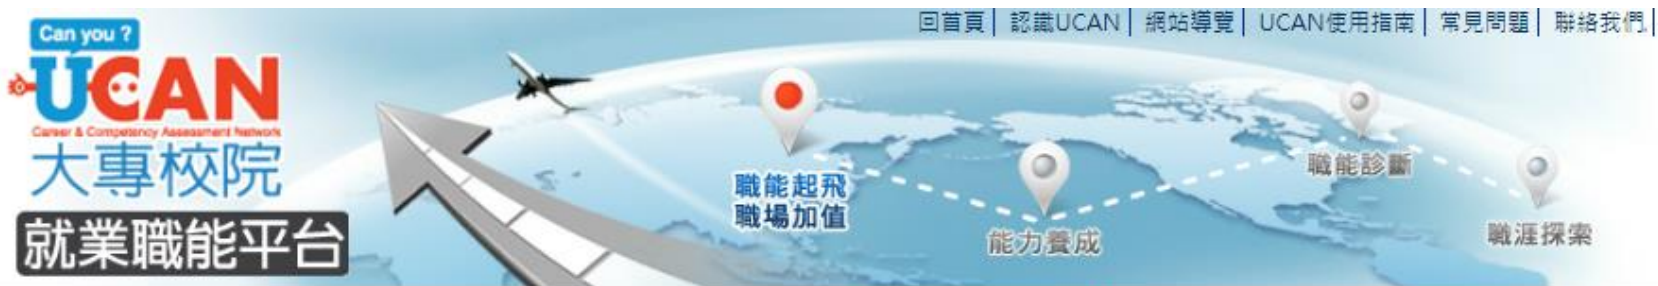 回首頁│ 認識UCAN│ 網站導覽│ UCAN使用指南│ 常見問題│ 聯絡我們│
Can you ?
UCAN
Career & Competency Assessment Network
大專校院
就業職能平台
職能起飛
職場加值
能力養成
職能診斷
職涯探索